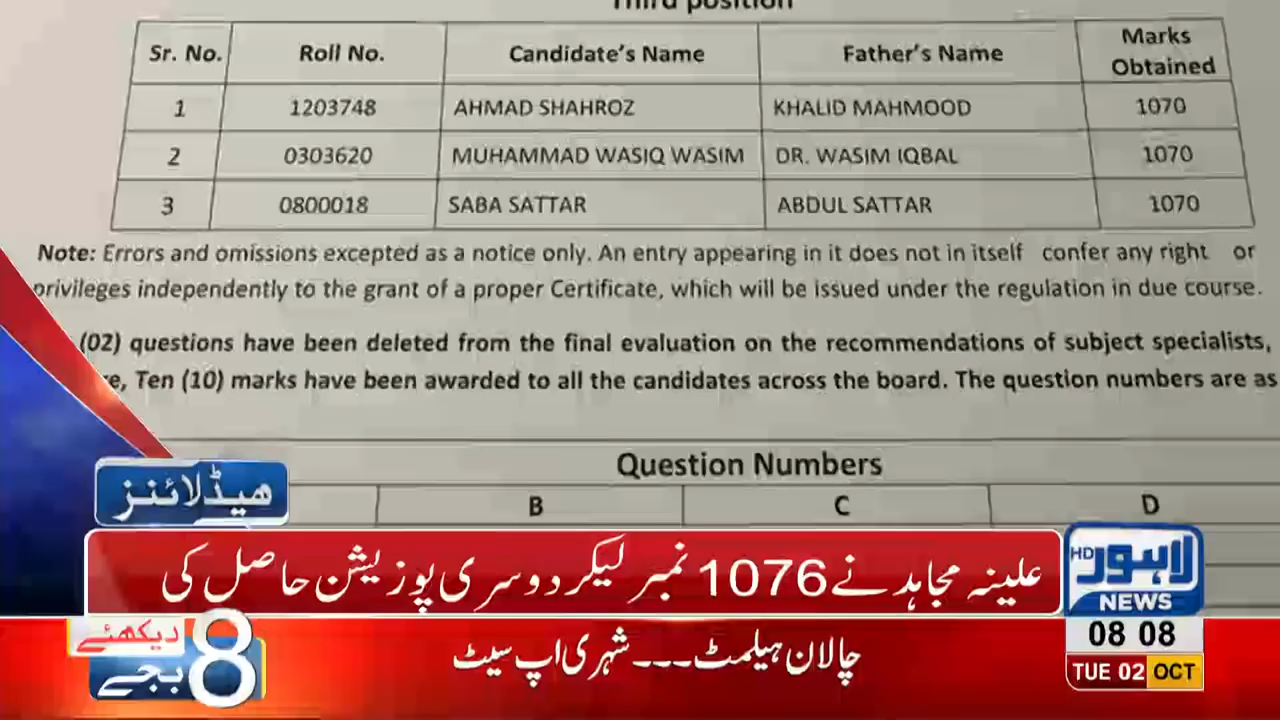 Third position
Sr. No. Roll No. Candidate's Name Father's Name Marks Obtained
1 1203748 AHMAD SHAHROZ KHALID MAHMOOD 1070
2 0303620 MUHAMMAD WASIQ WASIM DR. WASIM IQBAL 1070
3 0800018 SABA SATTAR ABDUL SATTAR 1070
Note: Errors and omissions excepted as a notice only. An entry appearing in it does not in itself confer any right or
privileges independently to the grant of a proper Certificate, which will be issued under the regulation in due course.
(02) questions have been deleted from the final evaluation on the recommendations of subject specialists,
Ten (10) marks have been awarded to all the candidates across the board. The question numbers are as
Question Numbers
B C D
ہیڈلائنز
علینہ مجاہد نے 1076 نمبر لیکر دوسری پوزیشن حاصل کی
HD لاہور
NEWS
08 08
TUE 02 OCT
دیکھئے
8 بجے
چالان ہیلمٹ۔۔۔شہری اپ سیٹ